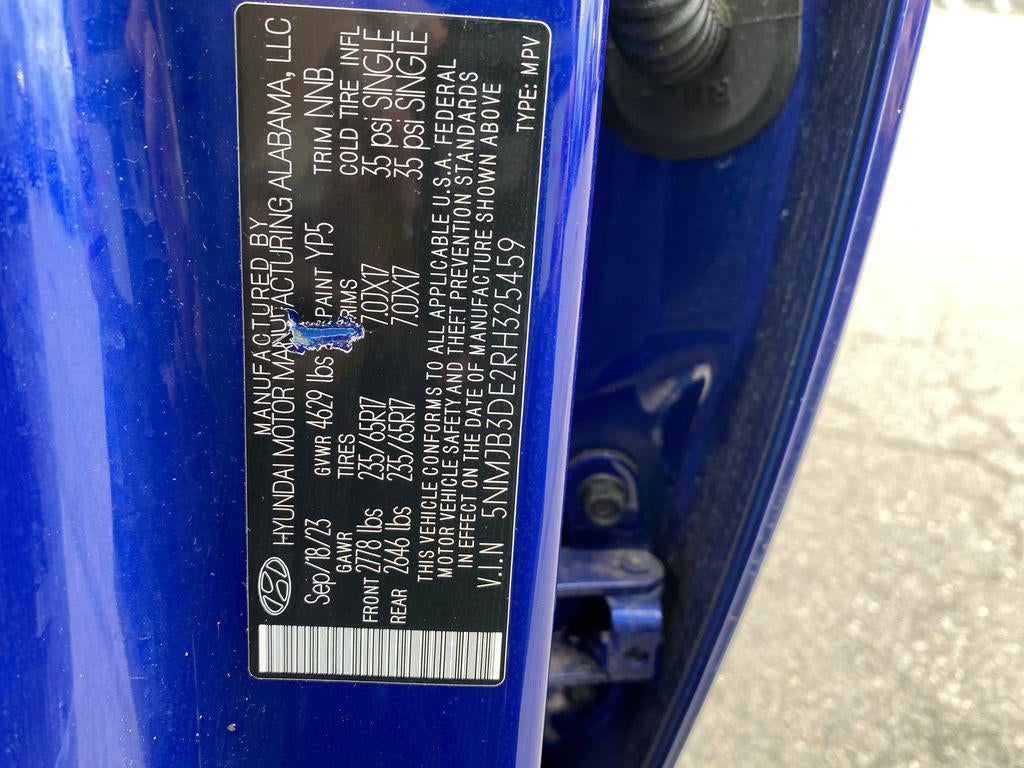 MANUFACTURED BY
HYUNDAI MOTOR MANUFACTURING ALABAMA, LLC
Sep/18/23 GVWR 4629 lbs PAINT YP5 TRIM NNB
GAWR TIRES RIMS COLD TIRE INFL
FRONT 2778 lbs 235/65R17 7.0JX17 35 psi SINGLE
REAR 2646 lbs 235/65R17 7.0JX17 35 psi SINGLE
THIS VEHICLE CONFORMS TO ALL APPLICABLE U.S.A. FEDERAL
MOTOR VEHICLE SAFETY AND THEFT PREVENTION STANDARDS
IN EFFECT ON THE DATE OF MANUFACTURE SHOWN ABOVE
V.I.N 5NMJB3DE2RH325459 TYPE: MPV